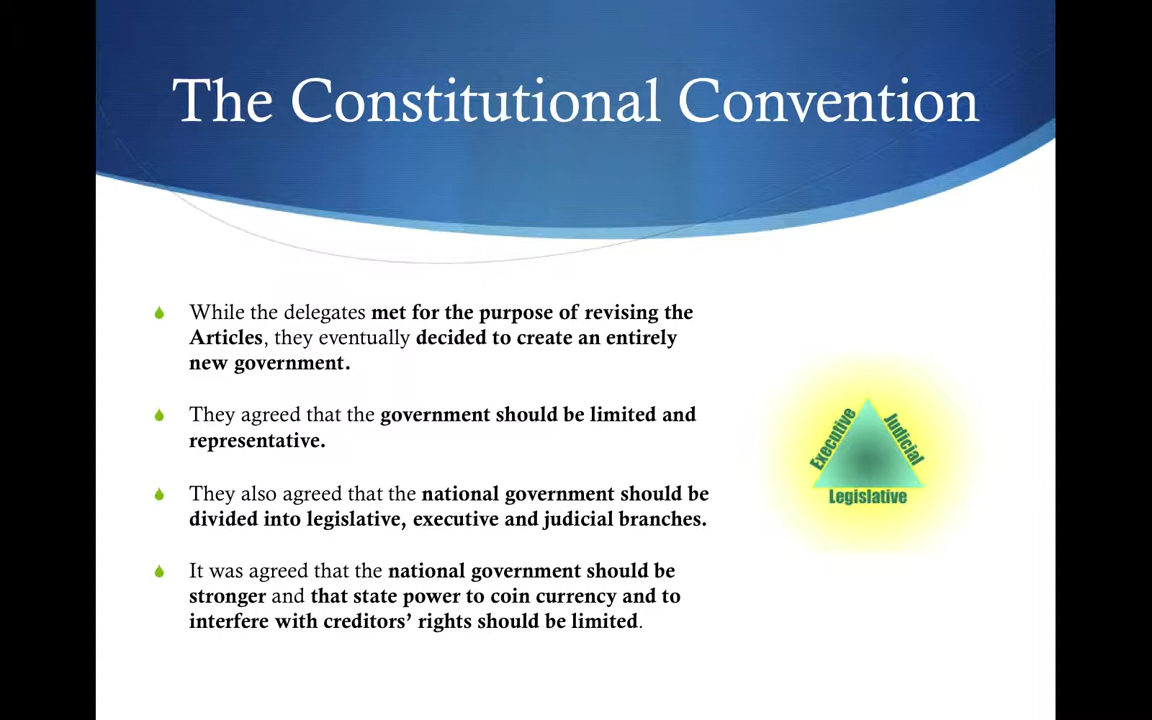 The Constitutional Convention
While the delegates met for the purpose of revising the
Articles, they eventually decided to create an entirely
new government.
They agreed that the government should be limited and
representative.
They also agreed that the national government should be
divided into legislative, executive and judicial branches.
It was agreed that the national government should be
stronger and that state power to coin currency and to
interfere with creditors’ rights should be limited.
Executive
Judicial
Legislative